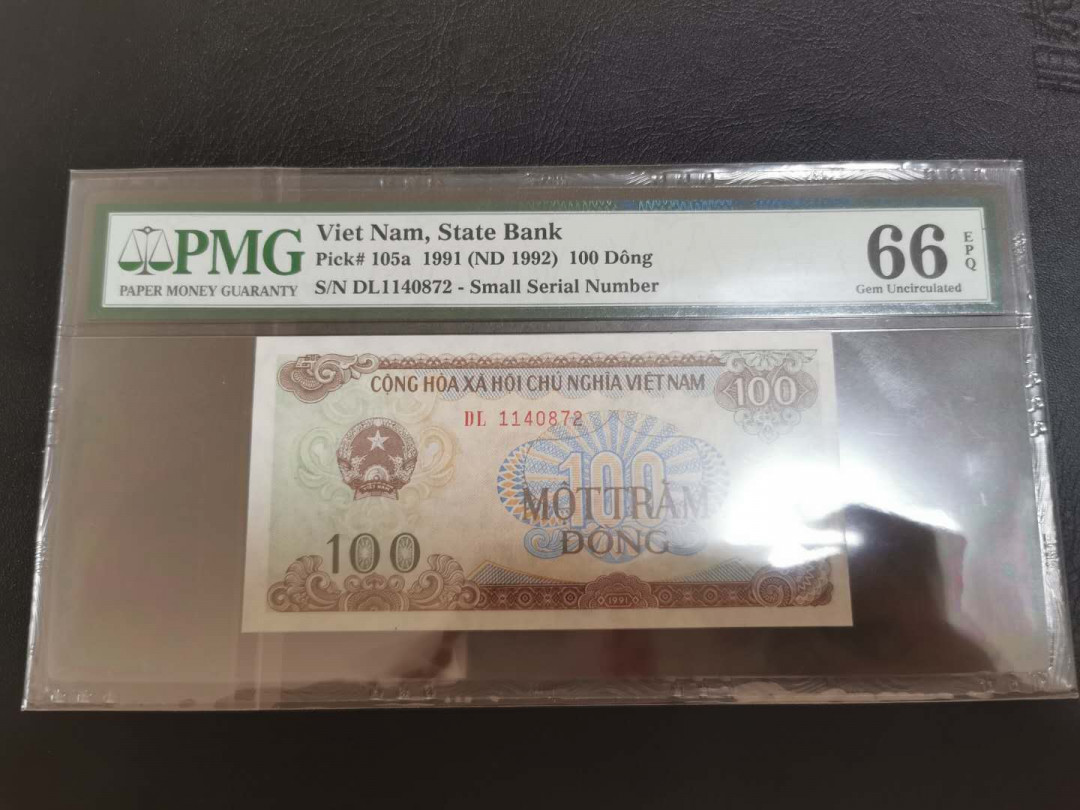 PMG
PAPER MONEY GUARANTY
Viet Nam, State Bank
Pick# 105a 1991 (ND 1992) 100 Dông
S/N DL1140872 - Small Serial Number
66
EPQ
Gem Uncirculated
CỘNG HÒA XÃ HỘI CHỦ NGHĨA VIỆT NAM
100
DL 1140872
100
MỘT TRĂM
ĐỒNG
100
1991